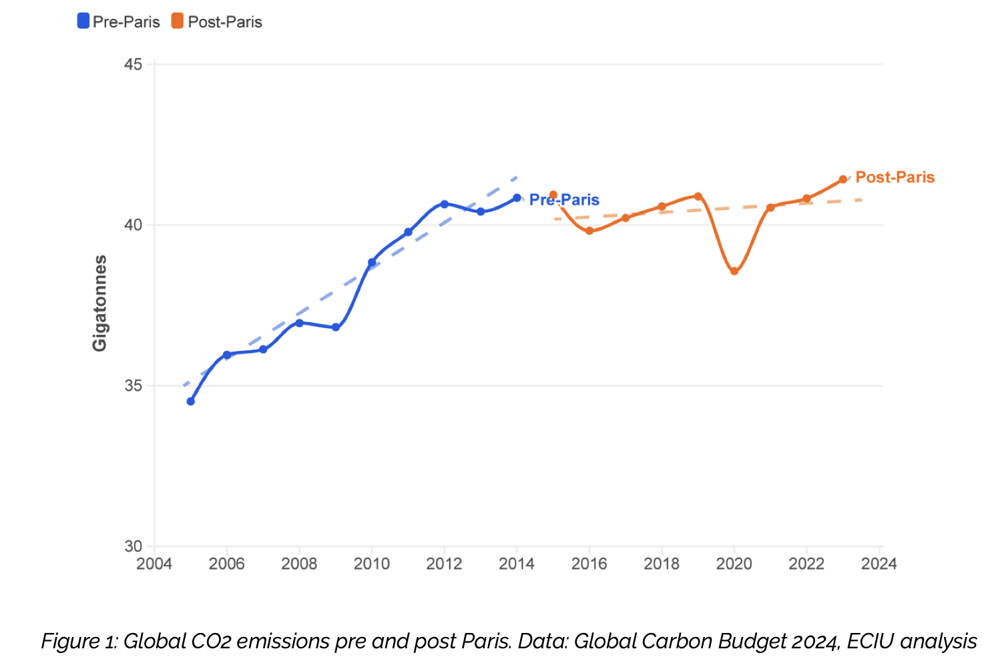 Pre-Paris Post-Paris
45
Post-Paris
Pre-Paris
40
Gigatonnes
35
30
2004 2006 2008 2010 2012 2014 2016 2018 2020 2022 2024
Figure 1: Global CO2 emissions pre and post Paris. Data: Global Carbon Budget 2024, ECIU analysis